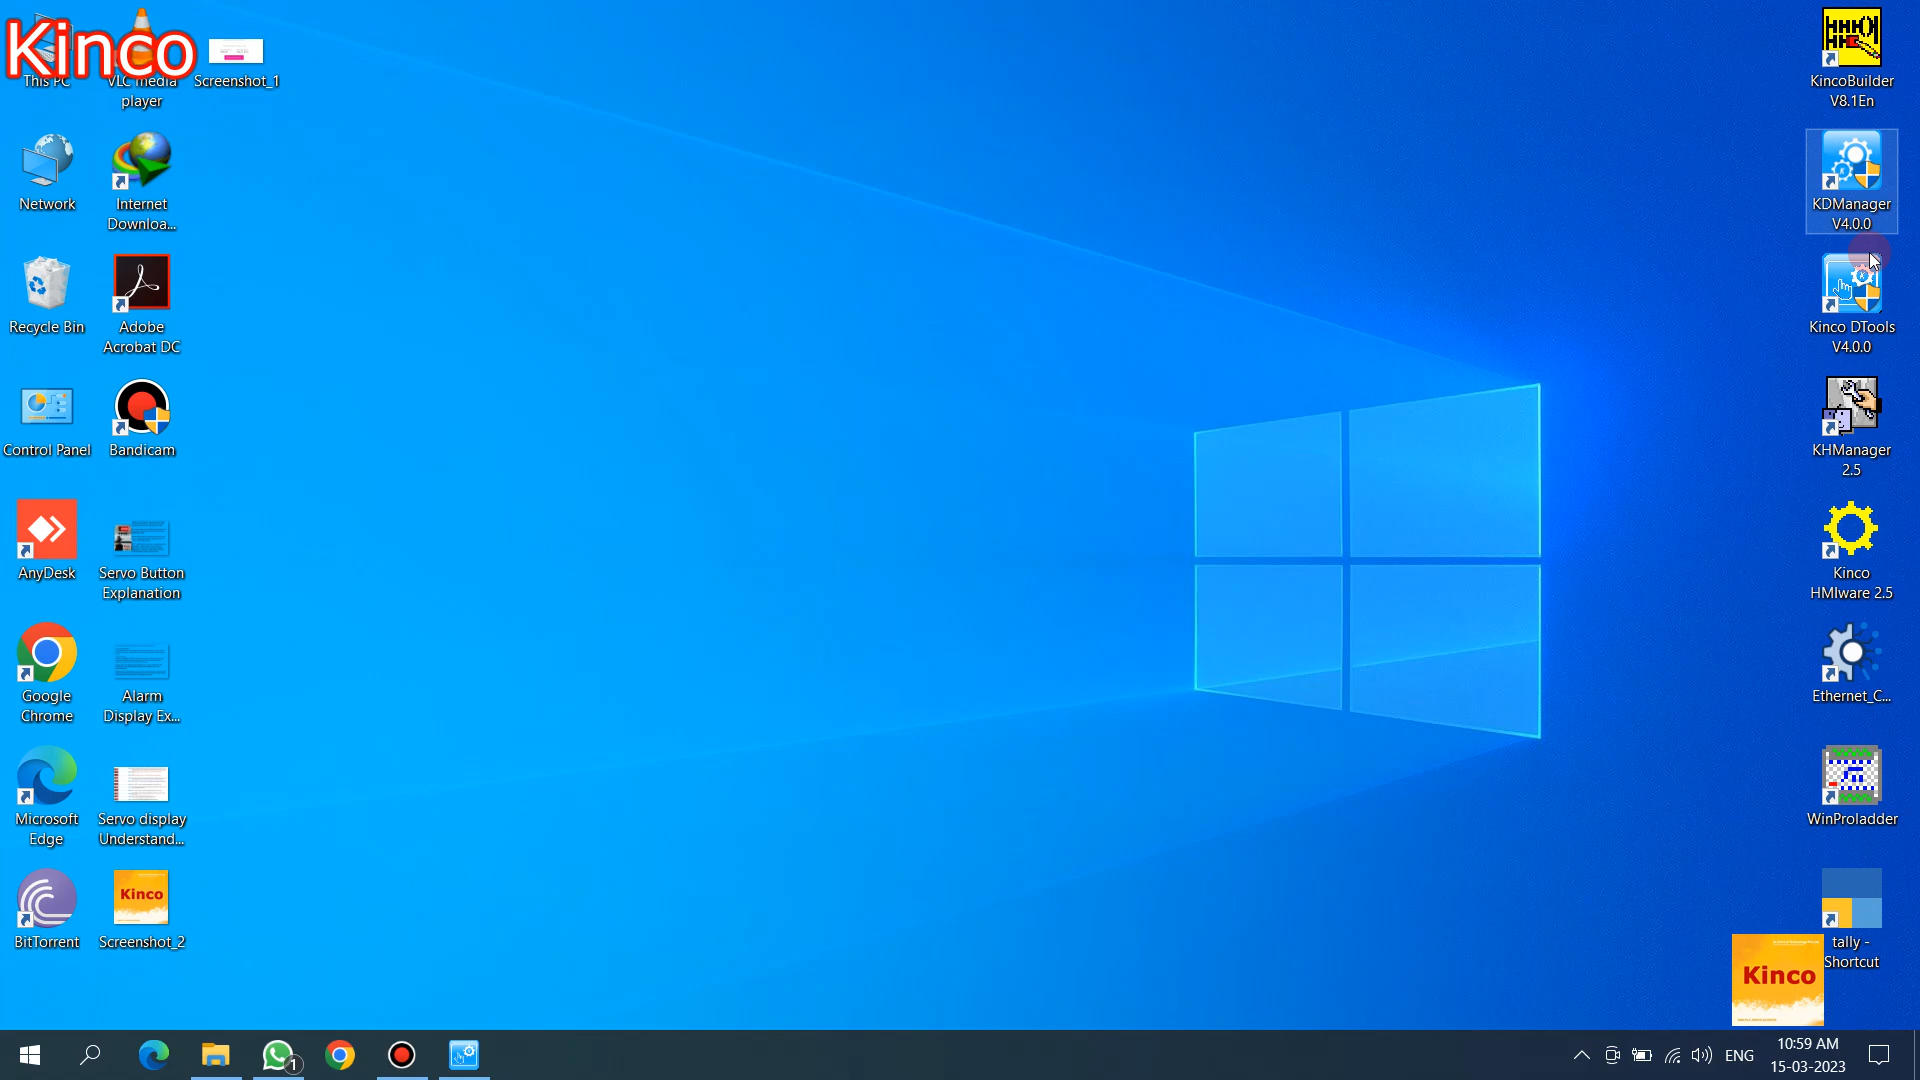 Kinco
This PC
VLC media
player
Screenshot_1
Network
Internet
Downloa...
Recycle Bin
Adobe
Acrobat DC
Control Panel
Bandicam
AnyDesk
Servo Button
Explanation
Google
Chrome
Alarm
Display Ex...
Microsoft
Edge
Servo display
Understand...
BitTorrent
Kinco
Screenshot_2
KincoBuilder
V8.1En
KDManager
V4.0.0
Kinco DTools
V4.0.0
KHManager
2.5
Kinco
HMIware 2.5
Ethernet_C...
WinProladder
tally -
Shortcut
Kinco
1
ENG
10:59 AM
15-03-2023